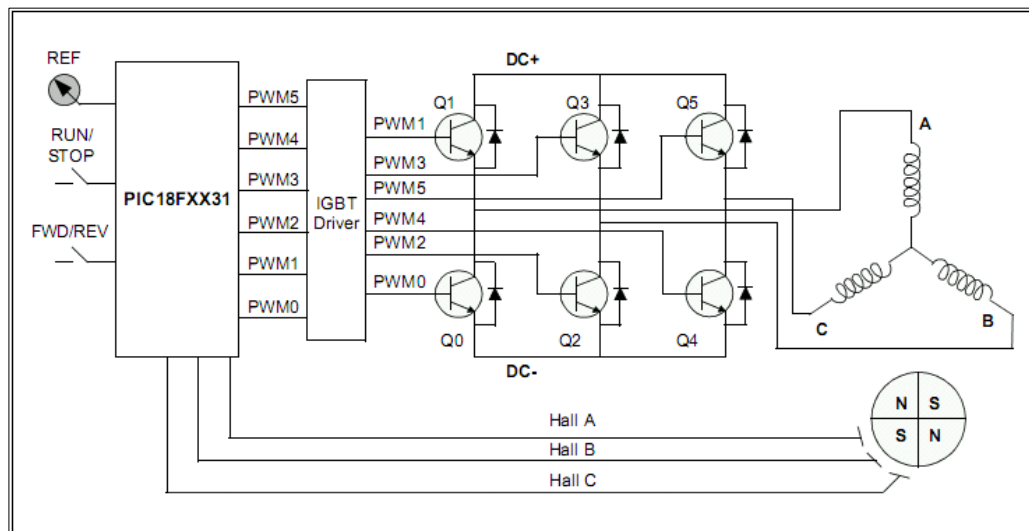 REF
RUN/
STOP
FWD/REV
PIC18FXX31
PWM5
PWM4
PWM3
PWM2
PWM1
PWM0
IGBT
Driver
PWM1
PWM3
PWM5
PWM4
PWM2
PWM0
DC+
Q1
Q3
Q5
Q0
Q2
Q4
DC-
A
C
B
Hall A
Hall B
Hall C
N S
S N